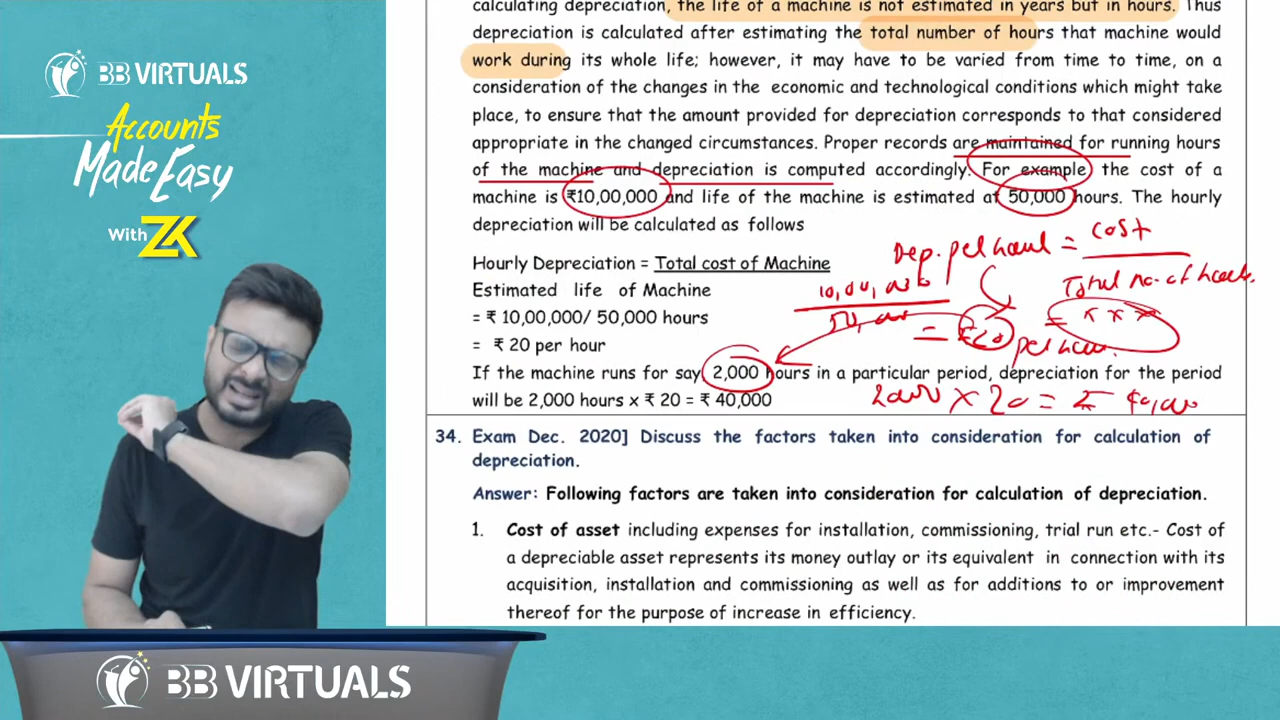 BB VIRTUALS
Accounts
Made Easy
With ZK
calculating depreciation, the life of a machine is not estimated in years but in hours. Thus
depreciation is calculated after estimating the total number of hours that machine would
work during its whole life; however, it may have to be varied from time to time, on a
consideration of the changes in the economic and technological conditions which might take
place, to ensure that the amount provided for depreciation corresponds to that considered
appropriate in the changed circumstances. Proper records are maintained for running hours
of the machine and depreciation is computed accordingly. For example the cost of a
machine is ₹10,00,000 and life of the machine is estimated at 50,000 hours. The hourly
depreciation will be calculated as follows
Dep. per hour = cost
Total no. of hours.
Hourly Depreciation = Total cost of Machine
Estimated life of Machine
= ₹ 10,00,000/ 50,000 hours
= ₹ 20 per hour
10,00,000
50,000
= ₹20 per hour.
= x x x
If the machine runs for say 2,000 hours in a particular period, depreciation for the period
will be 2,000 hours x ₹ 20 = ₹ 40,000
2000 x 20 = ₹ 40,000
34. Exam Dec. 2020] Discuss the factors taken into consideration for calculation of
depreciation.
Answer: Following factors are taken into consideration for calculation of depreciation.
1. Cost of asset including expenses for installation, commissioning, trial run etc.- Cost of
a depreciable asset represents its money outlay or its equivalent in connection with its
acquisition, installation and commissioning as well as for additions to or improvement
thereof for the purpose of increase in efficiency.
BB VIRTUALS